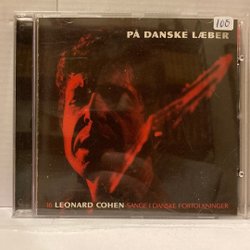 PÅ DANSKE LÆBER
100
16 LEONARD COHEN SANGE I DANSKE FORTOLKNINGER